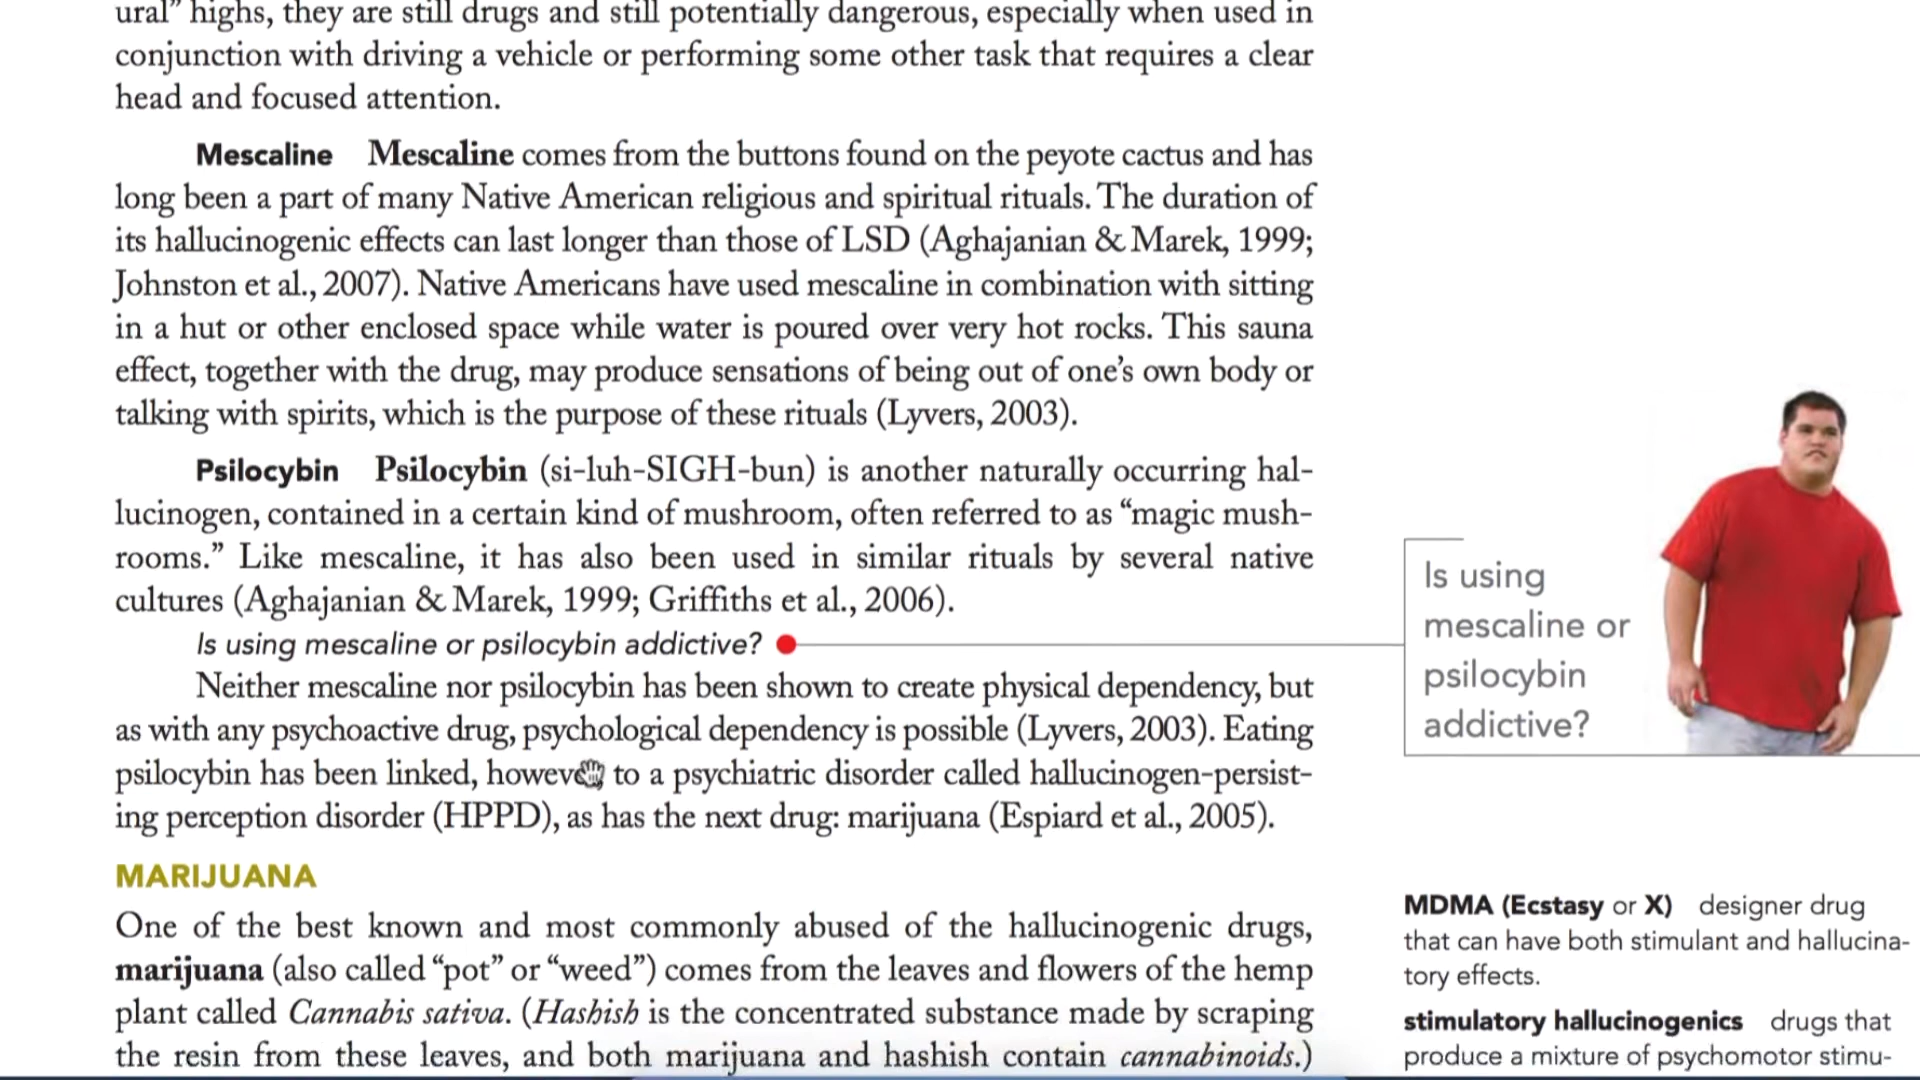 ural” highs, they are still drugs and still potentially dangerous, especially when used in
conjunction with driving a vehicle or performing some other task that requires a clear
head and focused attention.
Mescaline Mescaline comes from the buttons found on the peyote cactus and has
long been a part of many Native American religious and spiritual rituals. The duration of
its hallucinogenic effects can last longer than those of LSD (Aghajanian & Marek, 1999;
Johnston et al., 2007). Native Americans have used mescaline in combination with sitting
in a hut or other enclosed space while water is poured over very hot rocks. This sauna
effect, together with the drug, may produce sensations of being out of one’s own body or
talking with spirits, which is the purpose of these rituals (Lyvers, 2003).
Psilocybin Psilocybin (si-luh-SIGH-bun) is another naturally occurring hal-
lucinogen, contained in a certain kind of mushroom, often referred to as “magic mush-
rooms.” Like mescaline, it has also been used in similar rituals by several native
cultures (Aghajanian & Marek, 1999; Griffiths et al., 2006).
Is using mescaline or psilocybin addictive?
Neither mescaline nor psilocybin has been shown to create physical dependency, but
as with any psychoactive drug, psychological dependency is possible (Lyvers, 2003). Eating
psilocybin has been linked, however, to a psychiatric disorder called hallucinogen-persist-
ing perception disorder (HPPD), as has the next drug: marijuana (Espiard et al., 2005).
MARIJUANA
One of the best known and most commonly abused of the hallucinogenic drugs,
marijuana (also called “pot” or “weed”) comes from the leaves and flowers of the hemp
plant called Cannabis sativa. (Hashish is the concentrated substance made by scraping
the resin from these leaves, and both marijuana and hashish contain cannabinoids.)
Is using
mescaline or
psilocybin
addictive?
MDMA (Ecstasy or X) designer drug
that can have both stimulant and hallucina-
tory effects.
stimulatory hallucinogenics drugs that
produce a mixture of psychomotor stimu-